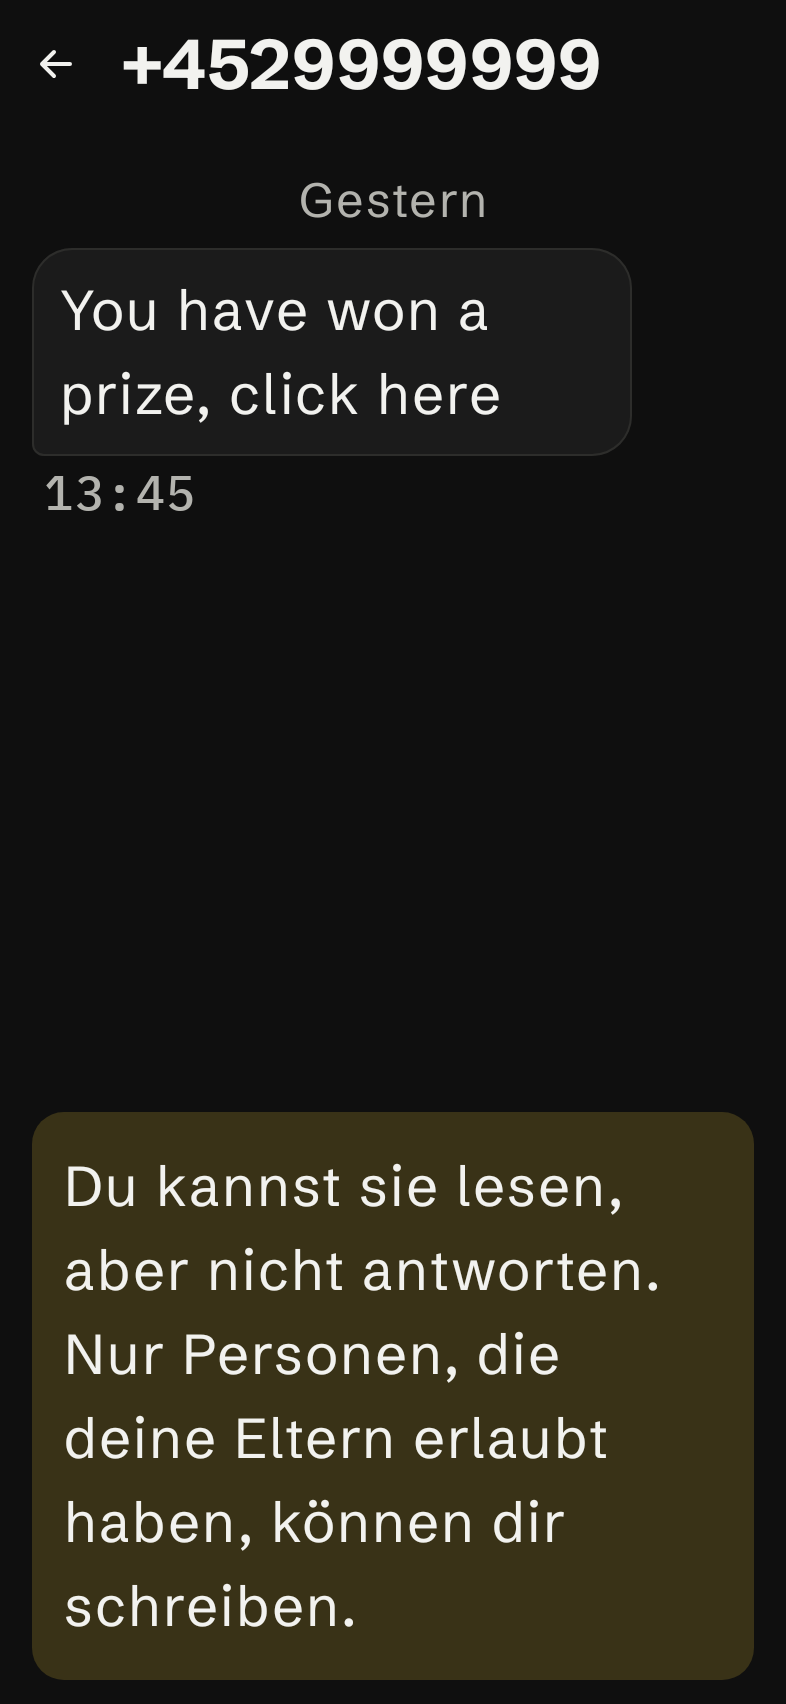 +4529999999
Gestern
You have won a
prize, click here
13:45
Du kannst sie lesen,
aber nicht antworten.
Nur Personen, die
deine Eltern erlaubt
haben, können dir
schreiben.